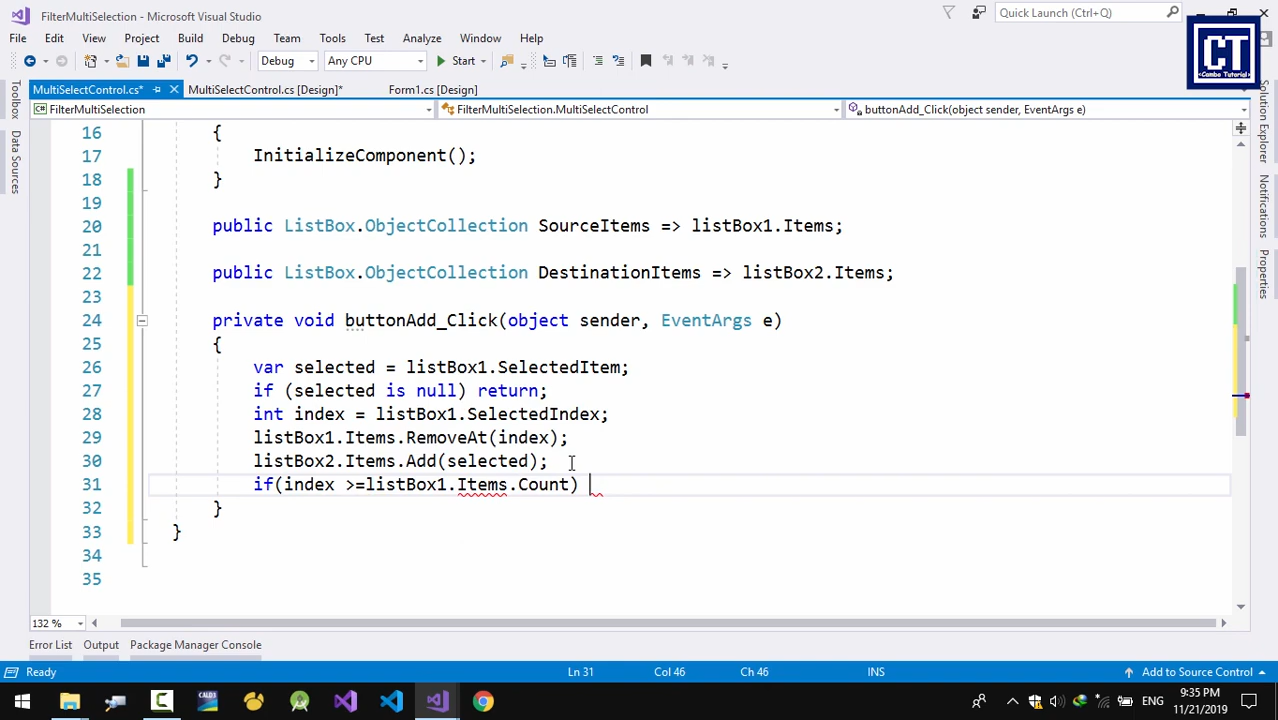 FilterMultiSelection - Microsoft Visual Studio
Quick Launch (Ctrl+Q)
CT
<Combo Tutorial>
File Edit View Project Build Debug Team Tools Test Analyze Window Help
Debug Any CPU Start
MultiSelectControl.cs* MultiSelectControl.cs [Design]* Form1.cs [Design]
FilterMultiSelection FilterMultiSelection.MultiSelectControl buttonAdd_Click(object sender, EventArgs e)
Toolbox
Data Sources
Solution Explorer
Notifications
Properties
16 {
17 InitializeComponent();
18 }
19
20 public ListBox.ObjectCollection SourceItems => listBox1.Items;
21
22 public ListBox.ObjectCollection DestinationItems => listBox2.Items;
23
24 private void buttonAdd_Click(object sender, EventArgs e)
25 {
26 var selected = listBox1.SelectedItem;
27 if (selected is null) return;
28 int index = listBox1.SelectedIndex;
29 listBox1.Items.RemoveAt(index);
30 listBox2.Items.Add(selected);
31 if(index >=listBox1.Items.Count)
32 }
33 }
34
35
132 %
Error List Output Package Manager Console
Ready Ln 31 Col 46 Ch 46 INS Add to Source Control
CALD3
ENG
9:35 PM
11/21/2019